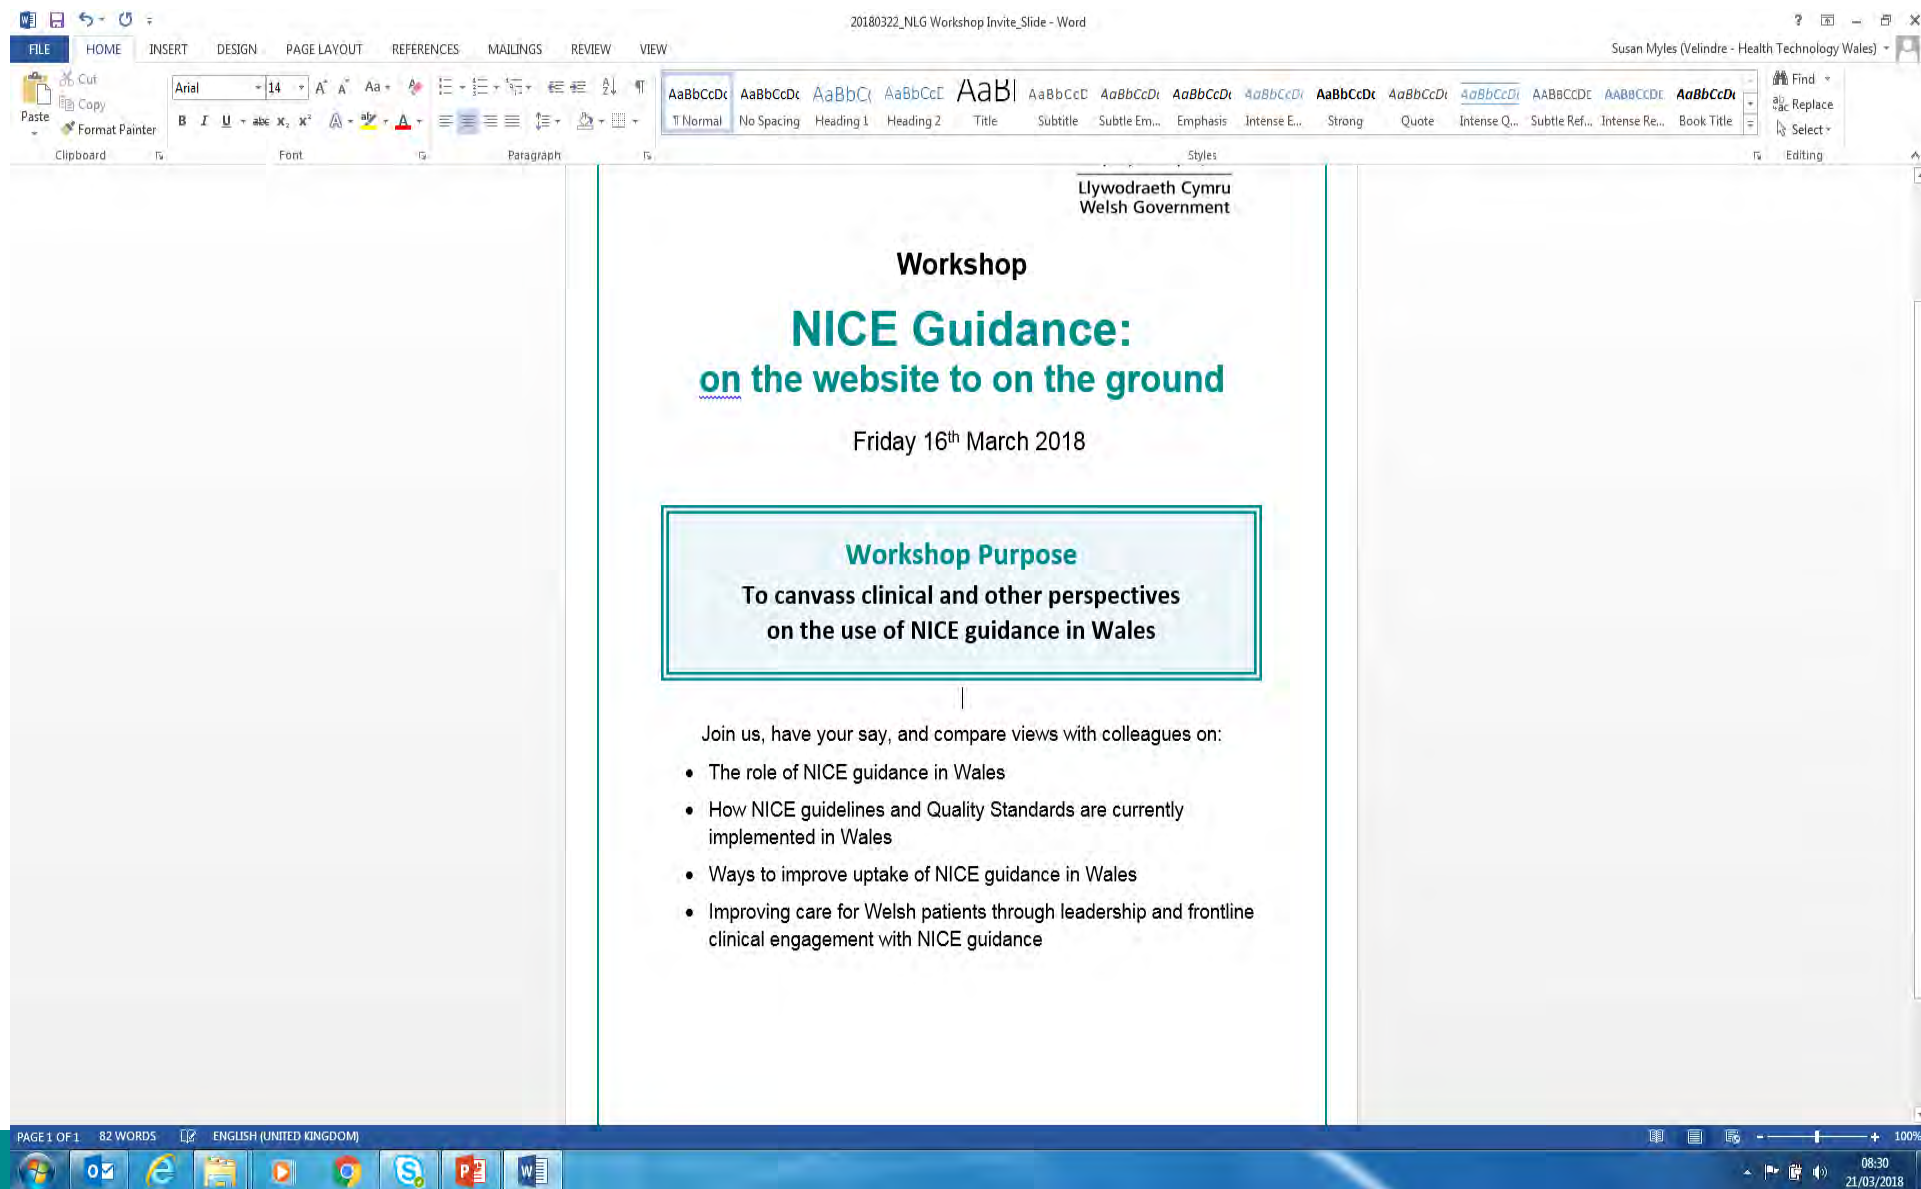 20180322_NLG Workshop Invite_Slide - Word
?
FILE HOME INSERT DESIGN PAGE LAYOUT REFERENCES MAILINGS REVIEW VIEW
Susan Myles (Velindre - Health Technology Wales)
Paste
Cut
Copy
Format Painter
Clipboard
Arial 14
Font
Paragraph
AaBbCcDc AaBbCcDc AaBbC( AaBbCcE AaBl AaBbCcC AaBbCcDc AaBbCcDc AaBbCcDc AaBbCcDc AaBbCcDc AaBbCcDc AABBCCDE AABBCCDE AaBbCcDc
¶ Normal No Spacing Heading 1 Heading 2 Title Subtitle Subtle Em... Emphasis Intense E... Strong Quote Intense Q... Subtle Ref... Intense Re... Book Title
Styles
Find
Replace
Select
Editing
Llywodraeth Cymru
Welsh Government
Workshop
NICE Guidance:
on the website to on the ground
Friday 16th March 2018
Workshop Purpose
To canvass clinical and other perspectives
on the use of NICE guidance in Wales
Join us, have your say, and compare views with colleagues on:
• The role of NICE guidance in Wales
• How NICE guidelines and Quality Standards are currently
implemented in Wales
• Ways to improve uptake of NICE guidance in Wales
• Improving care for Welsh patients through leadership and frontline
clinical engagement with NICE guidance
PAGE 1 OF 1 82 WORDS ENGLISH (UNITED KINGDOM)
100%
08:30
21/03/2018